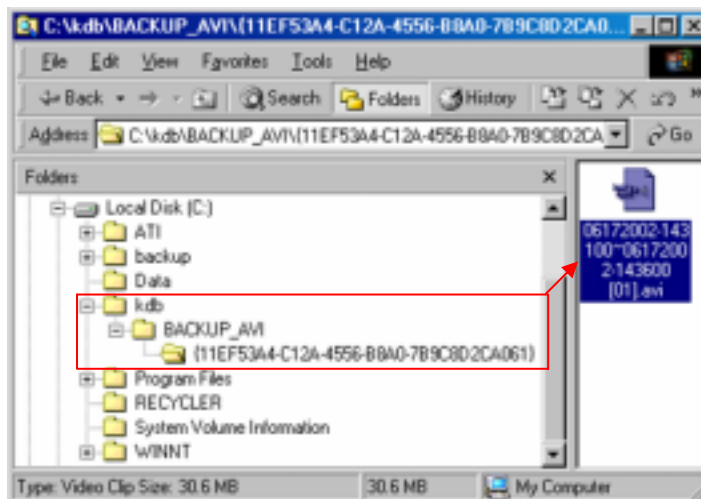 C:\kdb\BACKUP_AVI\{11EF53A4-C12A-4556-B8A0-7B9C8D2CA0...
File Edit View Favorites Tools Help
Back Search Folders History
Address C:\kdb\BACKUP_AVI\{11EF53A4-C12A-4556-B8A0-7B9C8D2CA Go
Folders
Local Disk (C:)
ATI
backup
Data
kdb
BACKUP_AVI
{11EF53A4-C12A-4556-B8A0-7B9C8D2CA061}
Program Files
RECYCLER
System Volume Information
WINNT
06172002-143
100~0617200
2-143600
[01].avi
Type: Video Clip Size: 30.6 MB 30.6 MB My Computer